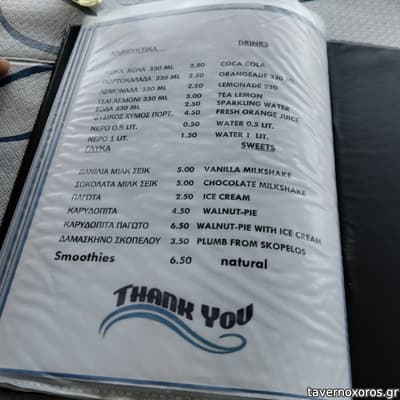 ΑΝΑΨΥΚΤΙΚΑ... DRINKS
ΚΟΛΑ 330 ML 2.50 COCA COLA
ΠΟΡΤΟΚΑΛΑΔΑ 330 ML 2.50 ORANGEADE 330 ML
ΛΕΜΟΝΑΔΑ 330 ML 2.50 LEMONADE 330
ΤΣΑΙ ΛΕΜΟΝΙ 330 ML 3.00 TEA LEMON
ΣΟΔΑ 330 ML 2.50 SPARKLING WATER
ΦΥΣΙΚΟΣ ΧΥΜΟΣ ΠΟΡΤ. 4.50 FRESH ORANGE JUICE
ΝΕΡΟ 0.5 LIT. 0.50 WATER 0.5 LIT.
ΝΕΡΟ 1 LIT. 1.50 WATER 1 LIT.
ΓΛΥΚΑ SWEETS
ΒΑΝΙΛΙΑ ΜΙΛΚ ΣΕΙΚ 5.00 VANILLA MILKSHAKE
ΣΟΚΟΛΑΤΑ ΜΙΛΚ ΣΕΙΚ 5.00 CHOCOLATE MILKSHAKE
ΠΑΓΩΤΑ 2.50 ICE CREAM
ΚΑΡΥΔΟΠΙΤΑ 4.50 WALNUT-PIE
ΚΑΡΥΔΟΠΙΤΑ ΠΑΓΩΤΟ 6.50 WALNUT-PIE WITH ICE CREAM
ΔΑΜΑΣΚΗΝΟ ΣΚΟΠΕΛΟΥ 3.50 PLUMB FROM SKOPELOS
Smoothies 6.50 natural
THANK YOU
tavernoxoros.gr